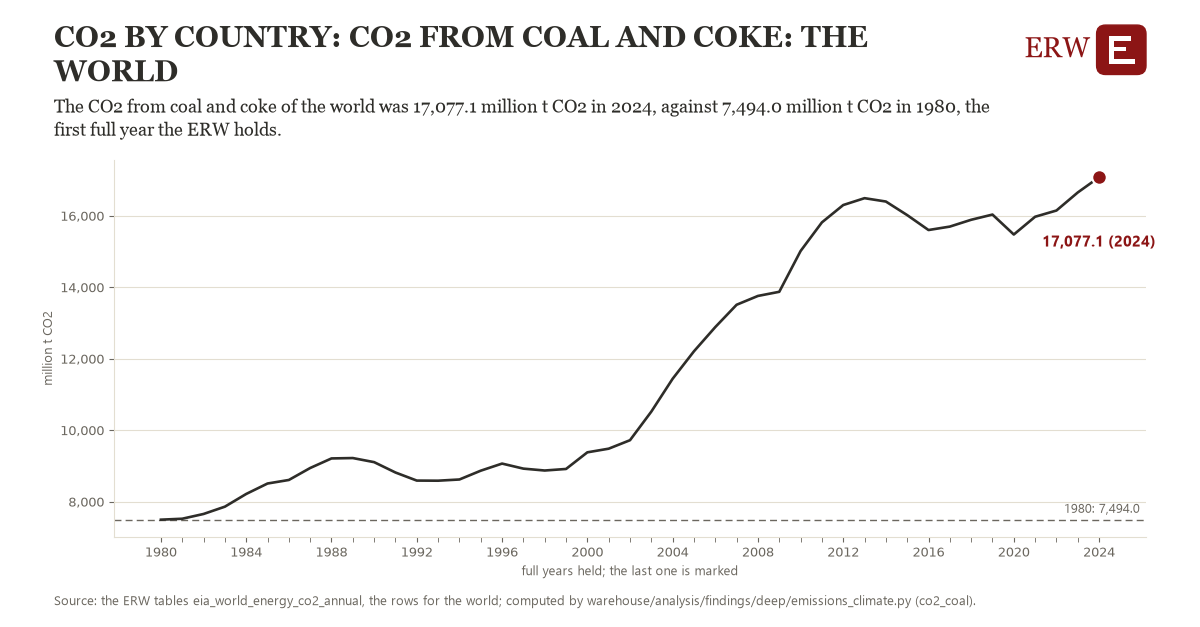 CO2 BY COUNTRY: CO2 FROM COAL AND COKE: THE
WORLD
ERW E
The CO2 from coal and coke of the world was 17,077.1 million t CO2 in 2024, against 7,494.0 million t CO2 in 1980, the
first full year the ERW holds.
million t CO2
16,000
14,000
12,000
10,000
8,000
17,077.1 (2024)
1980: 7,494.0
1980 1984 1988 1992 1996 2000 2004 2008 2012 2016 2020 2024
full years held; the last one is marked
Source: the ERW tables eia_world_energy_co2_annual, the rows for the world; computed by warehouse/analysis/findings/deep/emissions_climate.py (co2_coal).